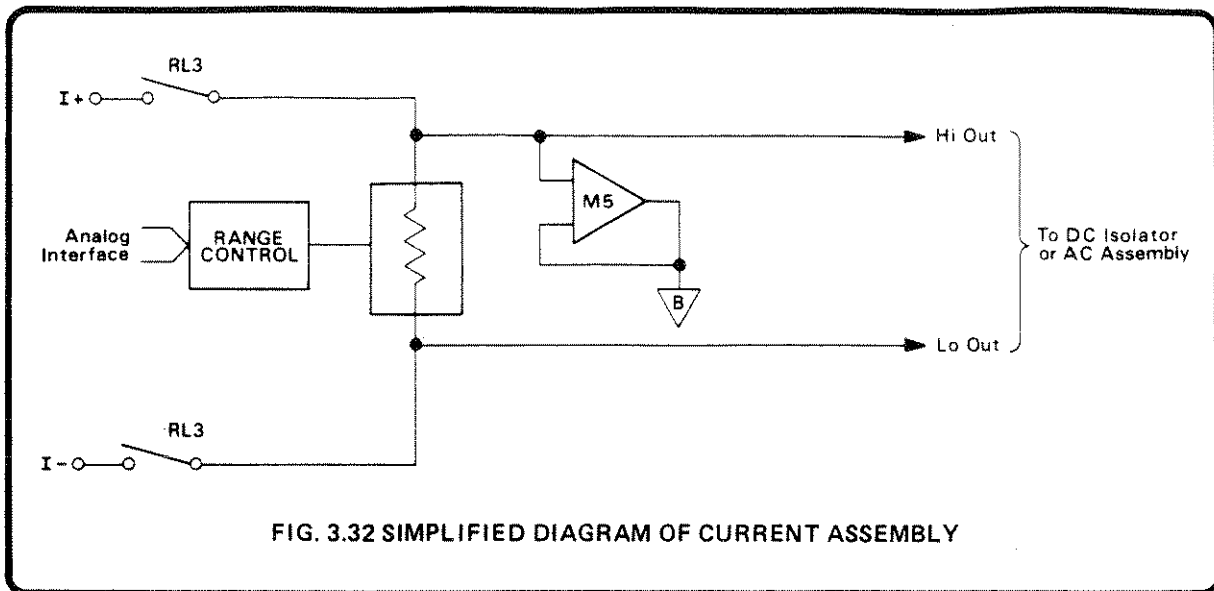 RL3
I+
Hi Out
M5
Analog
Interface
RANGE
CONTROL
To DC Isolator
or AC Assembly
B
Lo Out
RL3
I-
FIG. 3.32 SIMPLIFIED DIAGRAM OF CURRENT ASSEMBLY